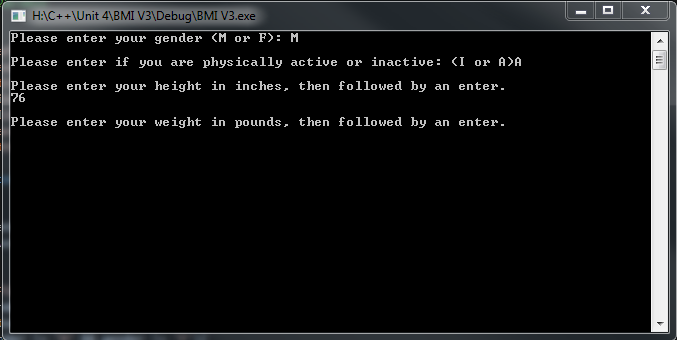 H:\C++\Unit 4\BMI V3\Debug\BMI V3.exe
Please enter your gender (M or F): M
Please enter if you are physically active or inactive: (I or A)A
Please enter your height in inches, then followed by an enter.
76
Please enter your weight in pounds, then followed by an enter.